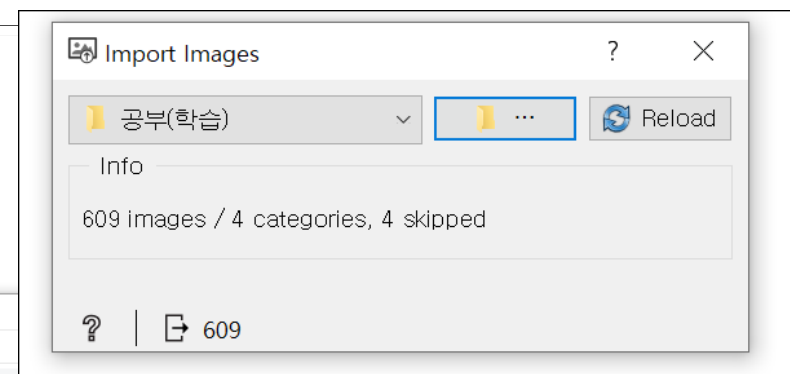 Import Images ?
공부(학습) ... Reload
Info
609 images / 4 categories, 4 skipped
? 609